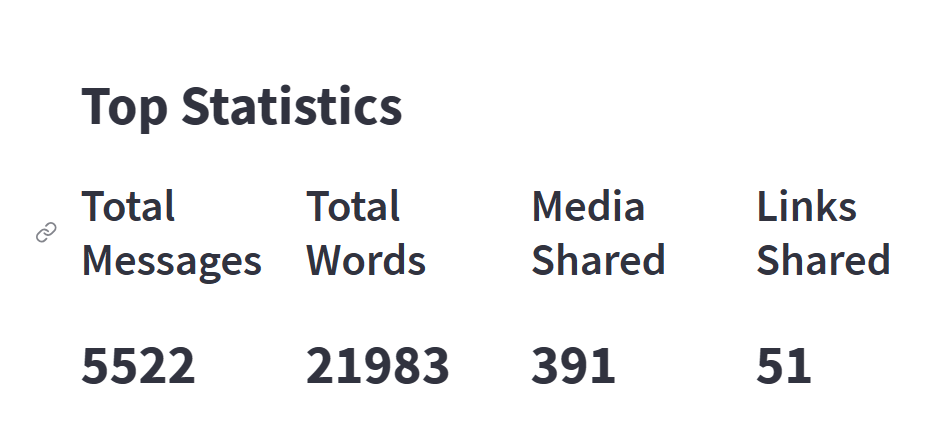 Top Statistics
Total Messages
Total Words
Media Shared
Links Shared
5522
21983
391
51